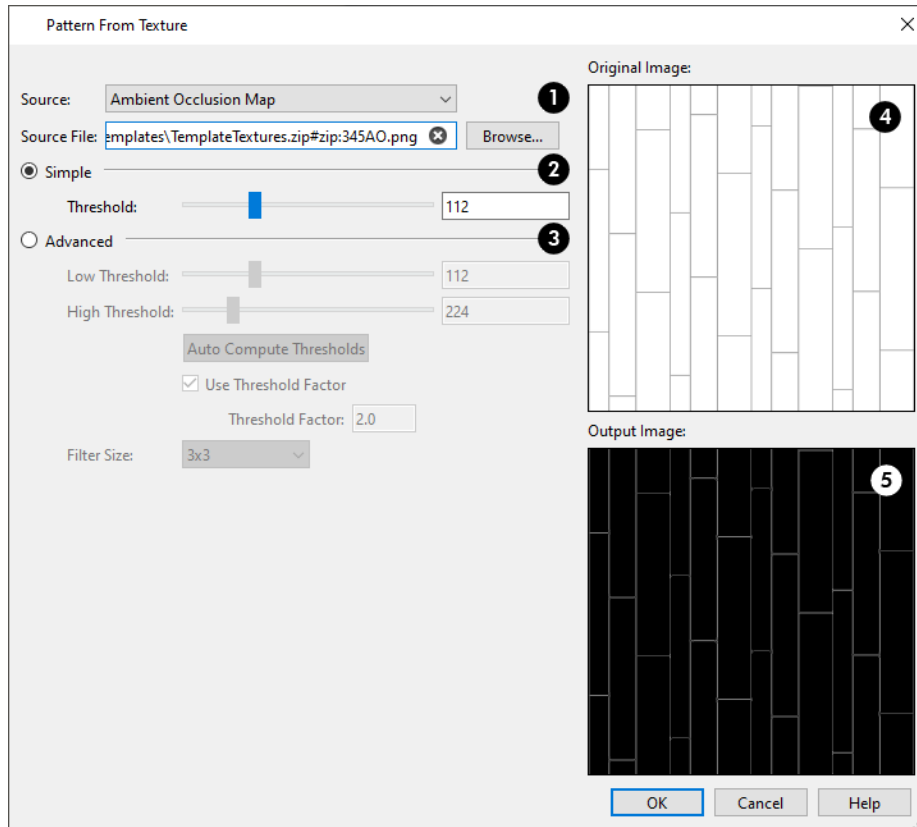 Pattern From Texture
Original Image:
Source: Ambient Occlusion Map 1
4
Source File: emplates\TemplateTextures.zip#zip:345AO.png Browse...
Simple 2
Threshold: 112
Advanced 3
Low Threshold: 112
High Threshold: 224
Auto Compute Thresholds
Use Threshold Factor
Threshold Factor: 2.0
Output Image:
Filter Size: 3x3
5
OK Cancel Help